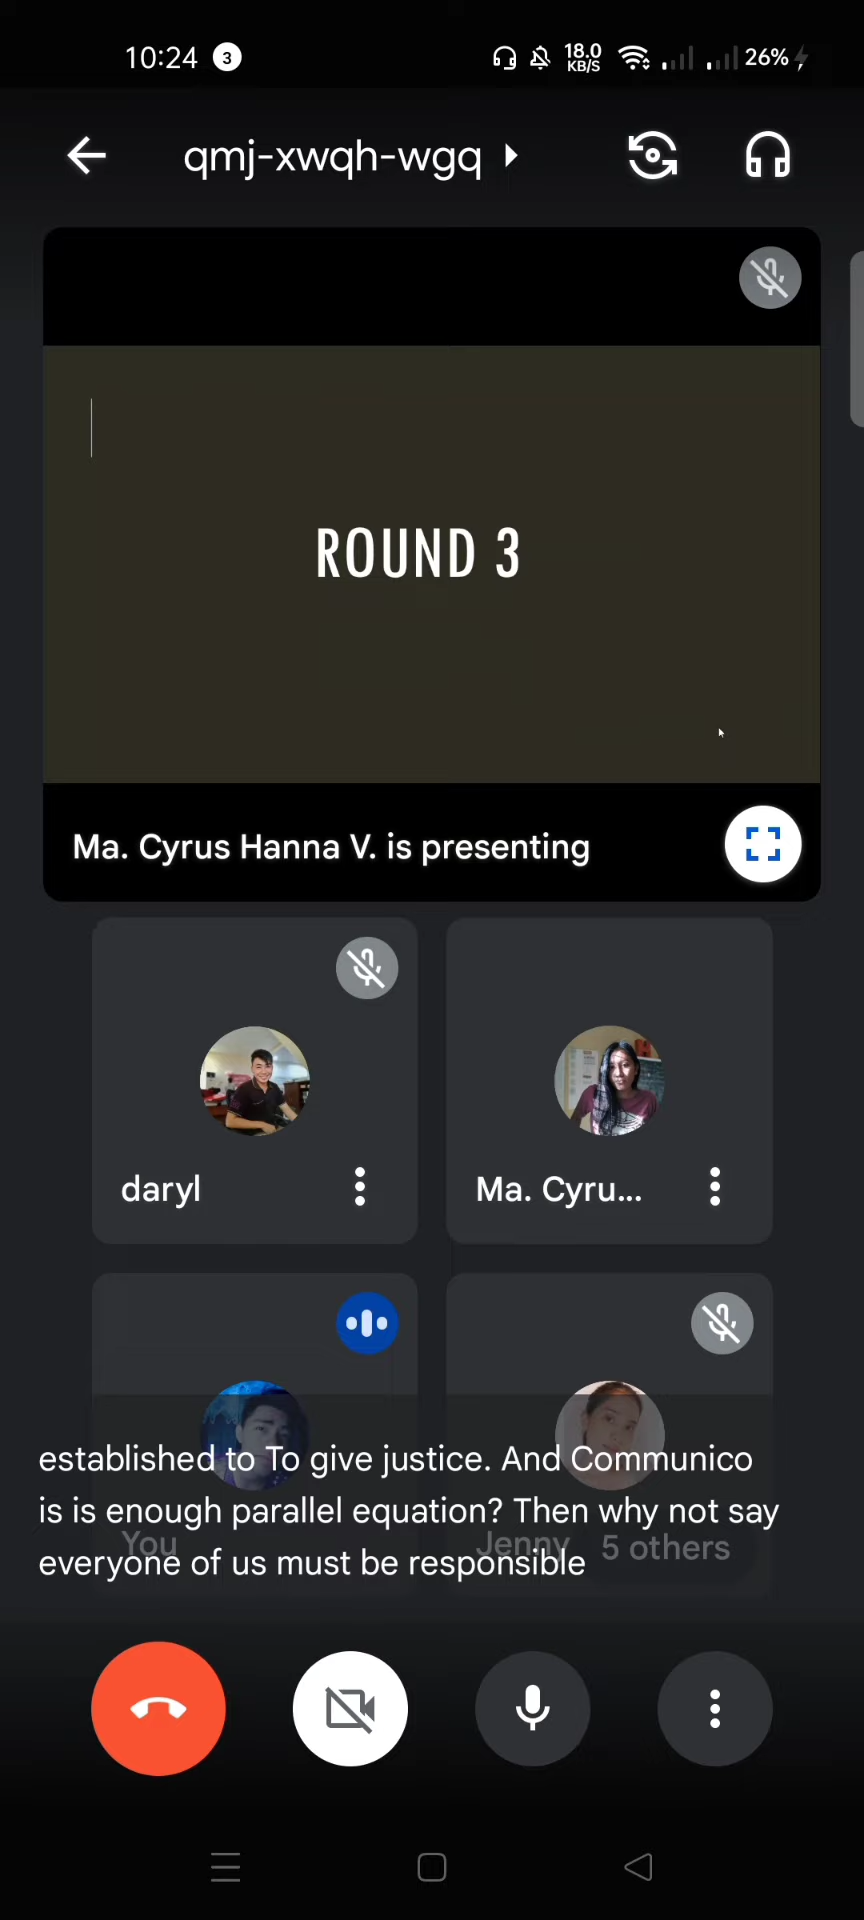 10:24 3 18.0 KB/S 26%
qmj-xwqh-wgq
ROUND 3
Ma. Cyrus Hanna V. is presenting
daryl
Ma. Cyru...
established to To give justice. And Communico
is is enough parallel equation? Then why not say
everyone of us must be responsible
You
Jenny
5 others